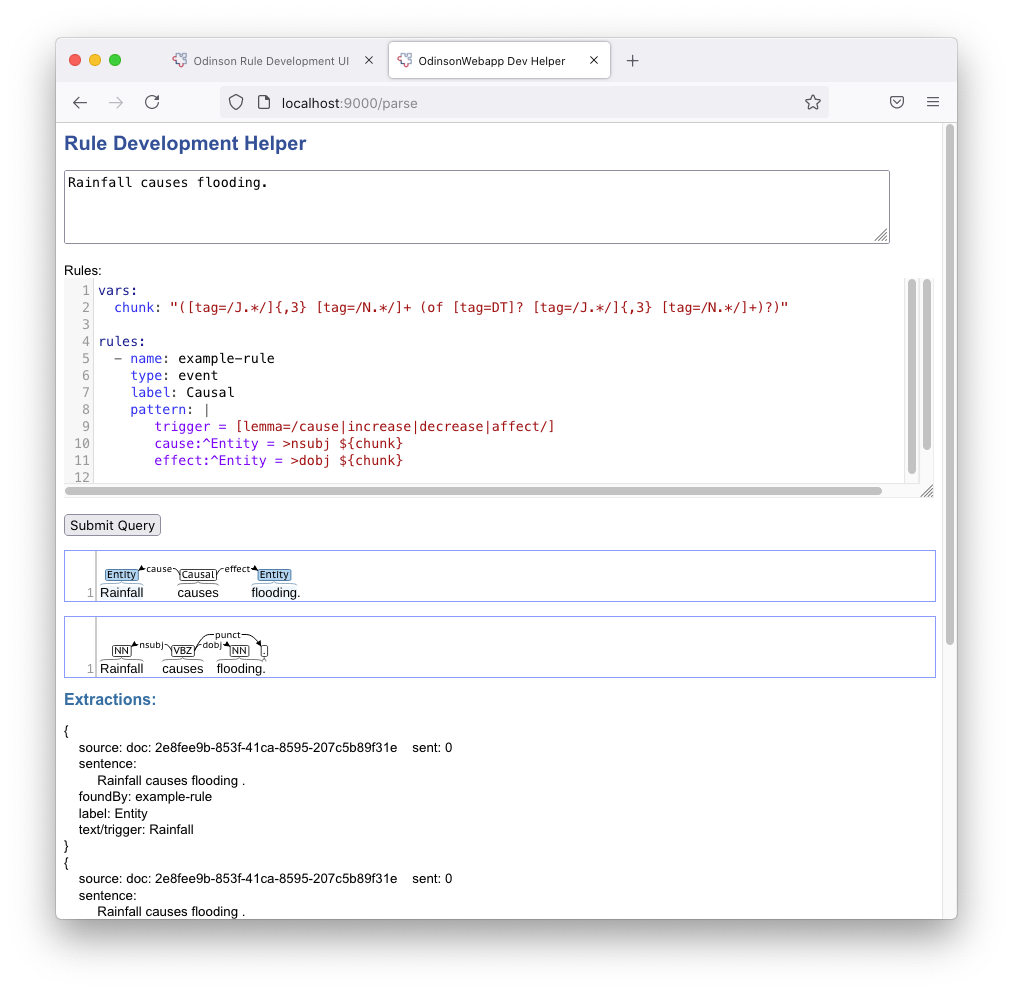 Odinson Rule Development UI
OdinsonWebapp Dev Helper
localhost:9000/parse
Rule Development Helper
Rainfall causes flooding.
Rules:
1 vars:
2   chunk: "([tag=/J.*/]{,3} [tag=/N.*/]+ (of [tag=DT]? [tag=/J.*/]{,3} [tag=/N.*/]+)?)"
3
4 rules:
5   - name: example-rule
6     type: event
7     label: Causal
8     pattern: |
9        trigger = [lemma=/cause|increase|decrease|affect/]
10        cause:^Entity = >nsubj ${chunk}
11        effect:^Entity = >dobj ${chunk}
12
Submit Query
Entity cause Causal effect Entity
1 Rainfall causes flooding.
punct
NN nsubj VBZ dobj NN .
1 Rainfall causes flooding.
Extractions:
{
source: doc: 2e8fee9b-853f-41ca-8595-207c5b89f31e sent: 0
sentence:
Rainfall causes flooding .
foundBy: example-rule
label: Entity
text/trigger: Rainfall
}
{
source: doc: 2e8fee9b-853f-41ca-8595-207c5b89f31e sent: 0
sentence:
Rainfall causes flooding .